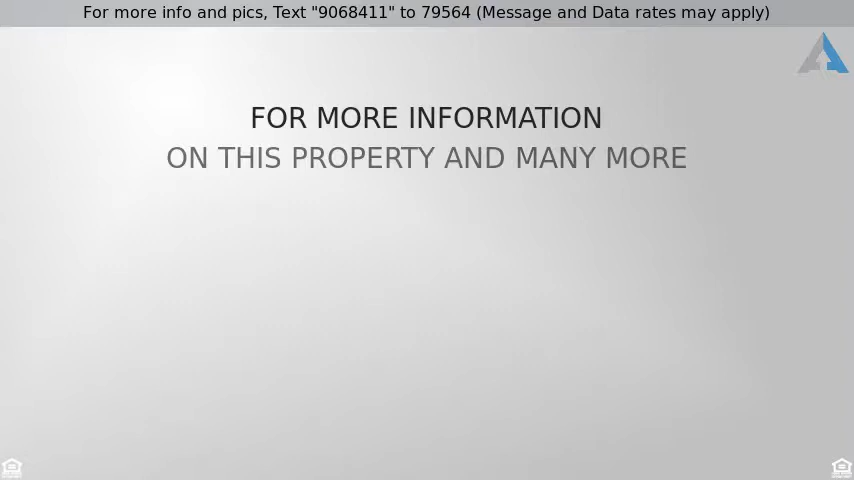 For more info and pics, Text "9068411" to 79564 (Message and Data rates may apply)
FOR MORE INFORMATION
ON THIS PROPERTY AND MANY MORE